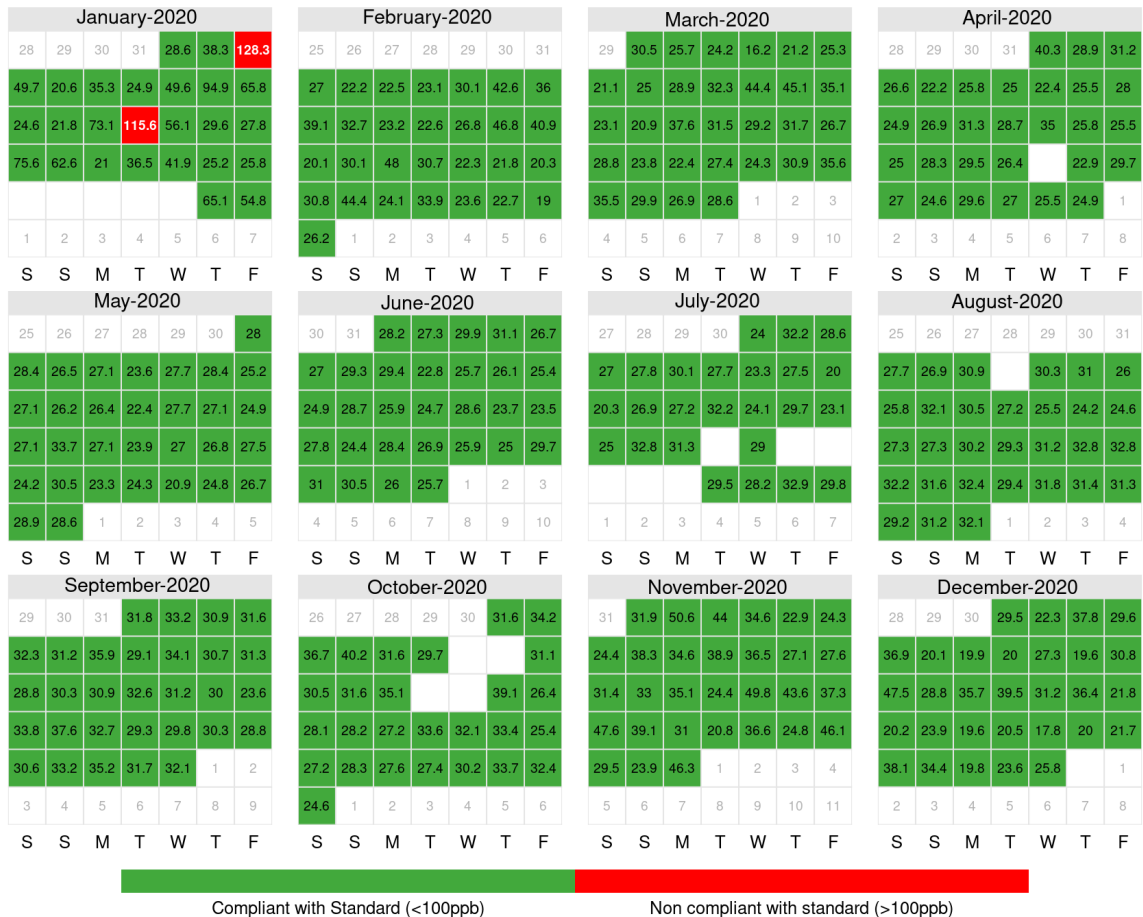 January-2020 February-2020 March-2020 April-2020
28 29 30 31 28.6 38.3 128.3 25 26 27 28 29 30 31 29 30.5 25.7 24.2 16.2 21.2 25.3 28 29 30 31 40.3 28.9 31.2
49.7 20.6 35.3 24.9 49.6 94.9 65.8 27 22.2 22.5 23.1 30.1 42.6 36 21.1 25 28.9 32.3 44.4 45.1 35.1 26.6 22.2 25.8 25 22.4 25.5 28
24.6 21.8 73.1 115.6 56.1 29.6 27.8 39.1 32.7 23.2 22.6 26.8 46.8 40.9 23.1 20.9 37.6 31.5 29.2 31.7 26.7 24.9 26.9 31.3 28.7 35 25.8 25.5
75.6 62.6 21 36.5 41.9 25.2 25.8 20.1 30.1 48 30.7 22.3 21.8 20.3 28.8 23.8 22.4 27.4 24.3 30.9 35.6 25 28.3 29.5 26.4 22.9 29.7
65.1 54.8 30.8 44.4 24.1 33.9 23.6 22.7 19 35.5 29.9 26.9 28.6 1 2 3 27 24.6 29.6 27 25.5 24.9 1
1 2 3 4 5 6 7 26.2 1 2 3 4 5 6 4 5 6 7 8 9 10 2 3 4 5 6 7 8
S S M T W T F S S M T W T F S S M T W T F S S M T W T F
May-2020 June-2020 July-2020 August-2020
25 26 27 28 29 30 28 30 31 28.2 27.3 29.9 31.1 26.7 27 28 29 30 24 32.2 28.6 25 26 27 28 29 30 31
28.4 26.5 27.1 23.6 27.7 28.4 25.2 27 29.3 29.4 22.8 25.7 26.1 25.4 27 27.8 30.1 27.7 23.3 27.5 20 27.7 26.9 30.9 30.3 31 26
27.1 26.2 26.4 22.4 27.7 27.1 24.9 24.9 28.7 25.9 24.7 28.6 23.7 23.5 20.3 26.9 27.2 32.2 24.1 29.7 23.1 25.8 32.1 30.5 27.2 25.5 24.2 24.6
27.1 33.7 27.1 23.9 27 26.8 27.5 27.8 24.4 28.4 26.9 25.9 25 29.7 25 32.8 31.3 29 27.3 27.3 30.2 29.3 31.2 32.8 32.8
24.2 30.5 23.3 24.3 20.9 24.8 26.7 31 30.5 26 25.7 1 2 3 29.5 28.2 32.9 29.8 32.2 31.6 32.4 29.4 31.8 31.4 31.3
28.9 28.6 1 2 3 4 5 4 5 6 7 8 9 10 1 2 3 4 5 6 7 29.2 31.2 32.1 1 2 3 4
S S M T W T F S S M T W T F S S M T W T F S S M T W T F
September-2020 October-2020 November-2020 December-2020
29 30 31 31.8 33.2 30.9 31.6 26 27 28 29 30 31.6 34.2 31 31.9 50.6 44 34.6 22.9 24.3 28 29 30 29.5 22.3 37.8 29.6
32.3 31.2 35.9 29.1 34.1 30.7 31.3 36.7 40.2 31.6 29.7 31.1 24.4 38.3 34.6 38.9 36.5 27.1 27.6 36.9 20.1 19.9 20 27.3 19.6 30.8
28.8 30.3 30.9 32.6 31.2 30 23.6 30.5 31.6 35.1 39.1 26.4 31.4 33 35.1 24.4 49.8 43.6 37.3 47.5 28.8 35.7 39.5 31.2 36.4 21.8
33.8 37.6 32.7 29.3 29.8 30.3 28.8 28.1 28.2 27.2 33.6 32.1 33.4 25.4 47.6 39.1 31 20.8 36.6 24.8 46.1 20.2 23.9 19.6 20.5 17.8 20 21.7
30.6 33.2 35.2 31.7 32.1 1 2 27.2 28.3 27.6 27.4 30.2 33.7 32.4 29.5 23.9 46.3 1 2 3 4 38.1 34.4 19.8 23.6 25.8 1
3 4 5 6 7 8 9 24.6 1 2 3 4 5 6 5 6 7 8 9 10 11 2 3 4 5 6 7 8
S S M T W T F S S M T W T F S S M T W T F S S M T W T F
Compliant with Standard (<100ppb) Non compliant with standard (>100ppb)